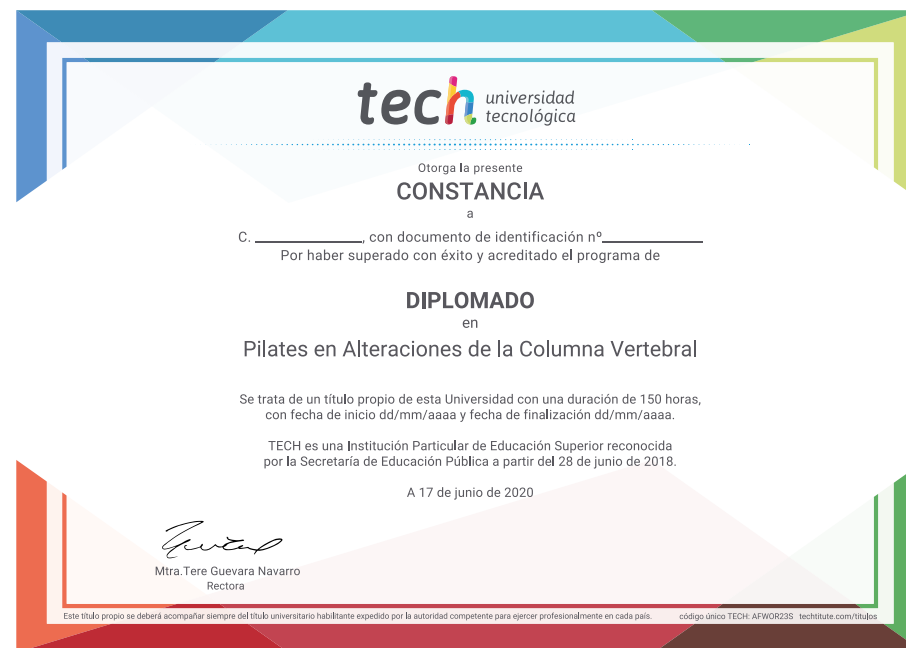 tech universidad
tecnológica
Otorga la presente
CONSTANCIA
a
C. ____________, con documento de identificación nº____________
Por haber superado con éxito y acreditado el programa de
DIPLOMADO
en
Pilates en Alteraciones de la Columna Vertebral
Se trata de un título propio de esta Universidad con una duración de 150 horas,
con fecha de inicio dd/mm/aaaa y fecha de finalización dd/mm/aaaa.
TECH es una Institución Particular de Educación Superior reconocida
por la Secretaría de Educación Pública a partir del 28 de junio de 2018.
A 17 de junio de 2020
Mtra.Tere Guevara Navarro
Rectora
Este título propio se deberá acompañar siempre del título universitario habilitante expedido por la autoridad competente para ejercer profesionalmente en cada país. código único TECH: AFWOR23S techtitute.com/titulos